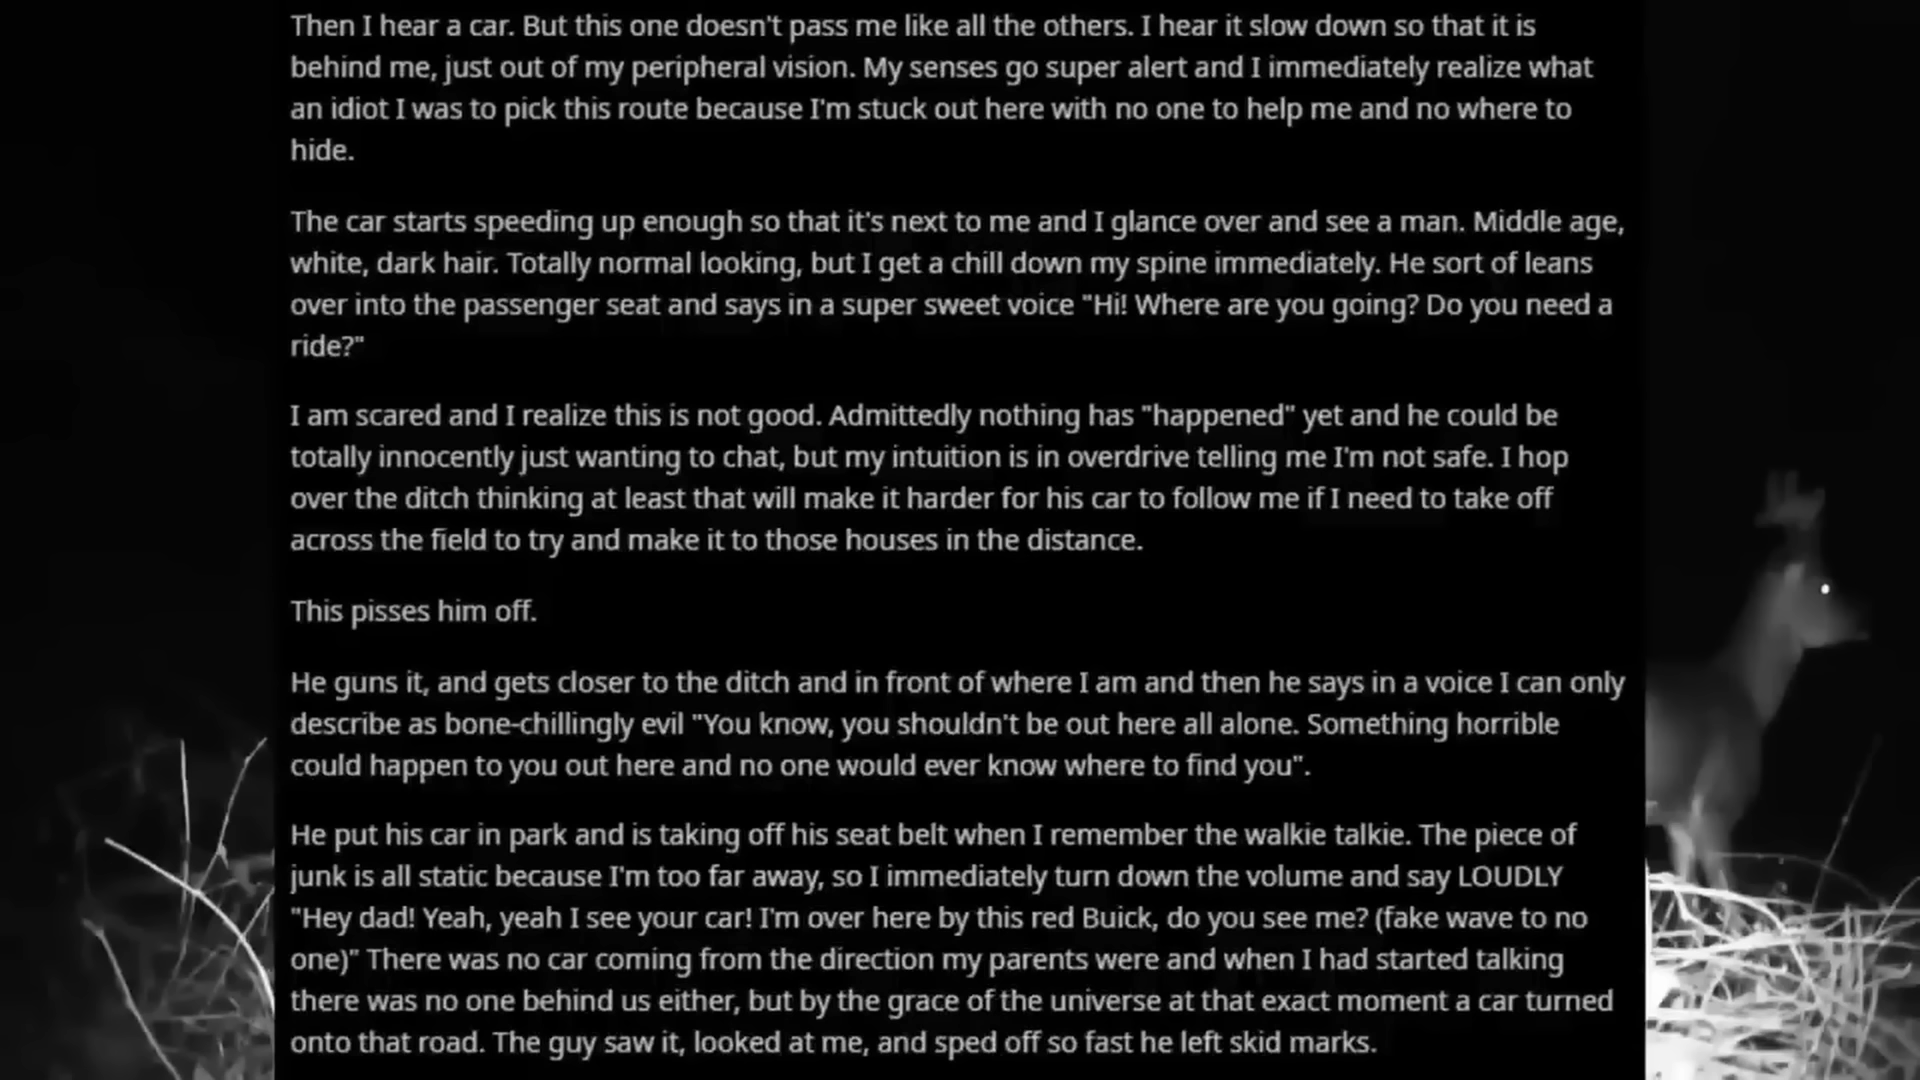 Then I hear a car. But this one doesn't pass me like all the others. I hear it slow down so that it is
behind me, just out of my peripheral vision. My senses go super alert and I immediately realize what
an idiot I was to pick this route because I'm stuck out here with no one to help me and no where to
hide.
The car starts speeding up enough so that it's next to me and I glance over and see a man. Middle age,
white, dark hair. Totally normal looking, but I get a chill down my spine immediately. He sort of leans
over into the passenger seat and says in a super sweet voice "Hi! Where are you going? Do you need a
ride?"
I am scared and I realize this is not good. Admittedly nothing has "happened" yet and he could be
totally innocently just wanting to chat, but my intuition is in overdrive telling me I'm not safe. I hop
over the ditch thinking at least that will make it harder for his car to follow me if I need to take off
across the field to try and make it to those houses in the distance.
This pisses him off.
He guns it, and gets closer to the ditch and in front of where I am and then he says in a voice I can only
describe as bone-chillingly evil "You know, you shouldn't be out here all alone. Something horrible
could happen to you out here and no one would ever know where to find you".
He put his car in park and is taking off his seat belt when I remember the walkie talkie. The piece of
junk is all static because I'm too far away, so I immediately turn down the volume and say LOUDLY
"Hey dad! Yeah, yeah I see your car! I'm over here by this red Buick, do you see me? (fake wave to no
one)" There was no car coming from the direction my parents were and when I had started talking
there was no one behind us either, but by the grace of the universe at that exact moment a car turned
onto that road. The guy saw it, looked at me, and sped off so fast he left skid marks.